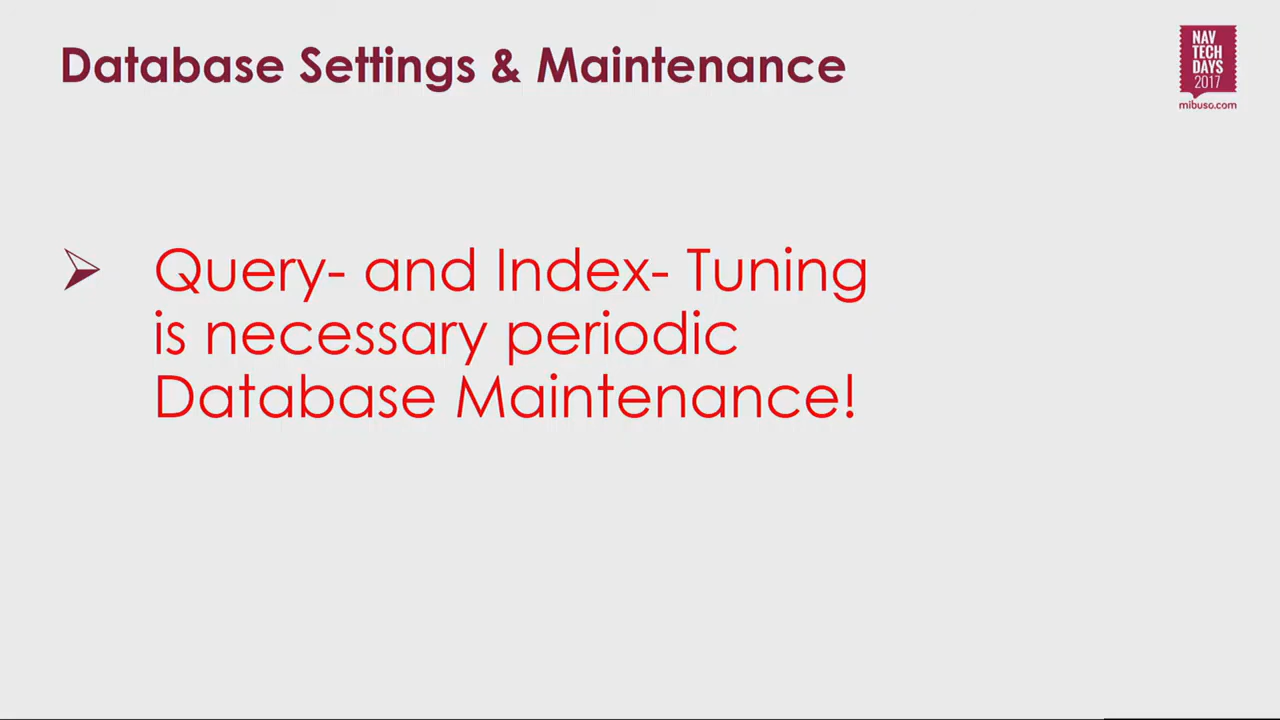 Database Settings & Maintenance
NAV
TECH
DAYS
2017
mibuso.com
Query- and Index- Tuning
is necessary periodic
Database Maintenance!